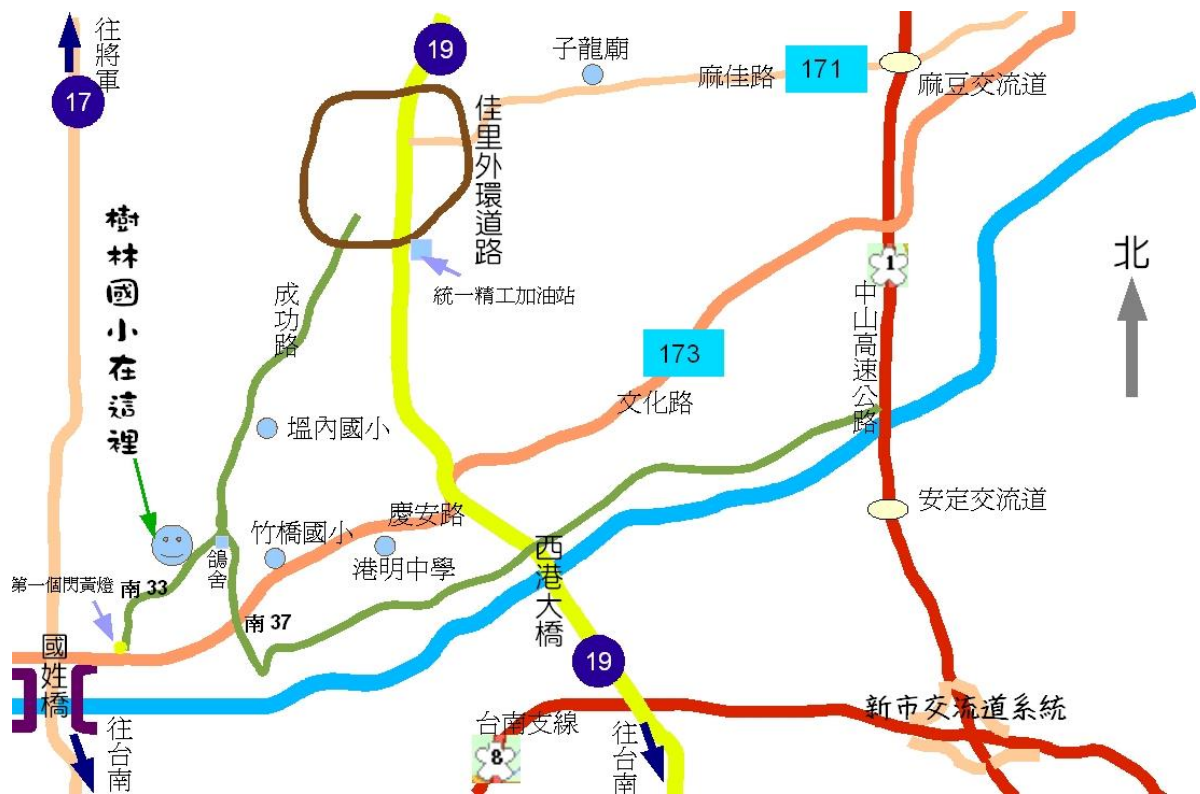 往將軍
17
19
子龍廟
麻佳路
171
麻豆交流道
佳里外環道路
樹林國小在這裡
統一精工加油站
成功路
1
中山高速公路
北
173
文化路
塭內國小
安定交流道
慶安路
竹橋國小
港明中學
鴿舍
西港大橋
第一個閃黃燈
南 33
南 37
國姓橋
19
往台南
台南支線
8
往台南
新市交流道系統